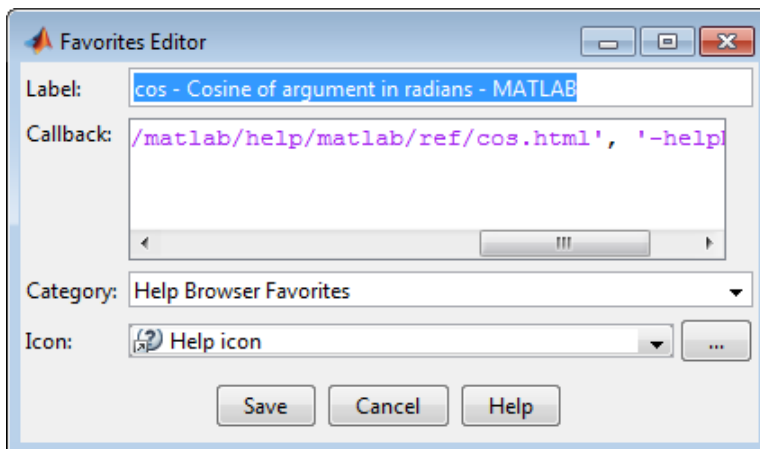 Favorites Editor
Label: cos - Cosine of argument in radians - MATLAB
Callback: /matlab/help/matlab/ref/cos.html', '-help
Category: Help Browser Favorites
Icon: Help icon ...
Save Cancel Help